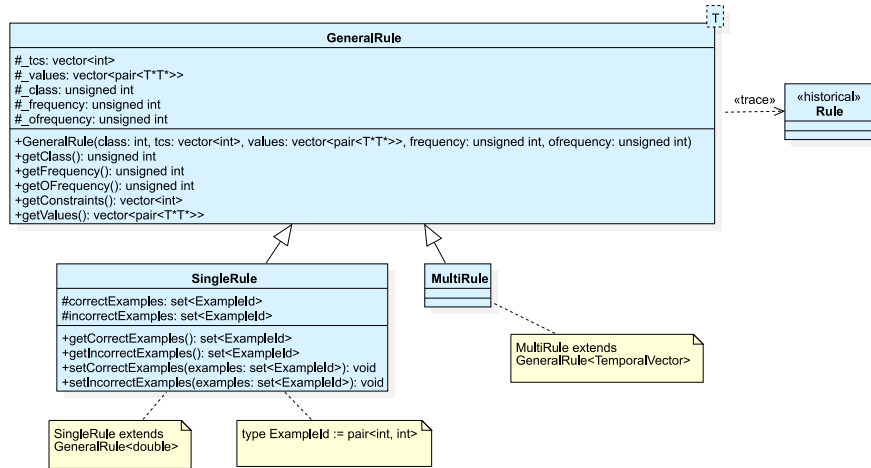 T
GeneralRule
#_tcs: vector<int>
#_values: vector<pair<T*T*>>
#_class: unsigned int
#_frequency: unsigned int
#_ofrequency: unsigned int
+GeneralRule(class: int, tcs: vector<int>, values: vector<pair<T*T*>>, frequency: unsigned int, ofrequency: unsigned int)
+getClass(): unsigned int
+getFrequency(): unsigned int
+getOFrequency(): unsigned int
+getConstraints(): vector<int>
+getValues(): vector<pair<T*T*>>
«trace»
«historical»
Rule
SingleRule
#correctExamples: set<ExampleId>
#incorrectExamples: set<ExampleId>
+getCorrectExamples(): set<ExampleId>
+getIncorrectExamples(): set<ExampleId>
+setCorrectExamples(examples: set<ExampleId>): void
+setIncorrectExamples(examples: set<ExampleId>): void
MultiRule
MultiRule extends
GeneralRule<TemporalVector>
SingleRule extends
GeneralRule<double>
type ExampleId := pair<int, int>